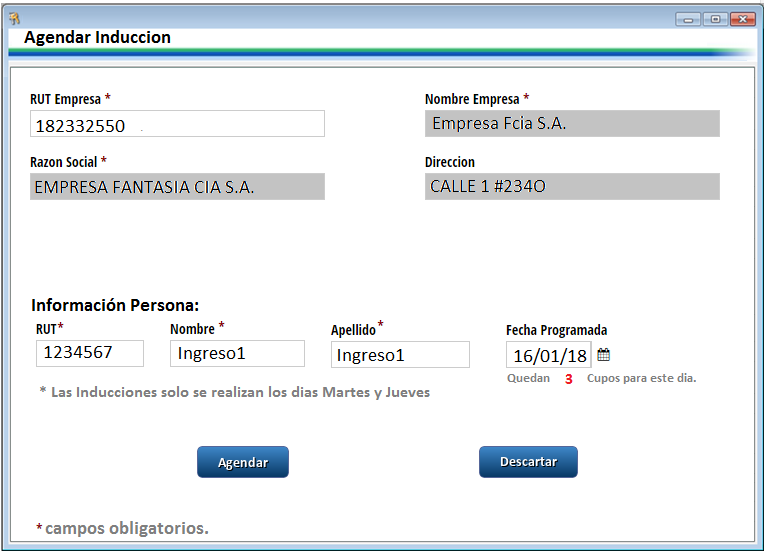 Agendar Induccion
RUT Empresa * Nombre Empresa *
182332550 Empresa Fcia S.A.
Razon Social * Direccion
EMPRESA FANTASIA CIA S.A. CALLE 1 #234O
Información Persona:
RUT* Nombre * Apellido * Fecha Programada
1234567 Ingreso1 Ingreso1 16/01/18
Quedan 3 Cupos para este dia.
* Las Inducciones solo se realizan los dias Martes y Jueves
Agendar Descartar
* campos obligatorios.